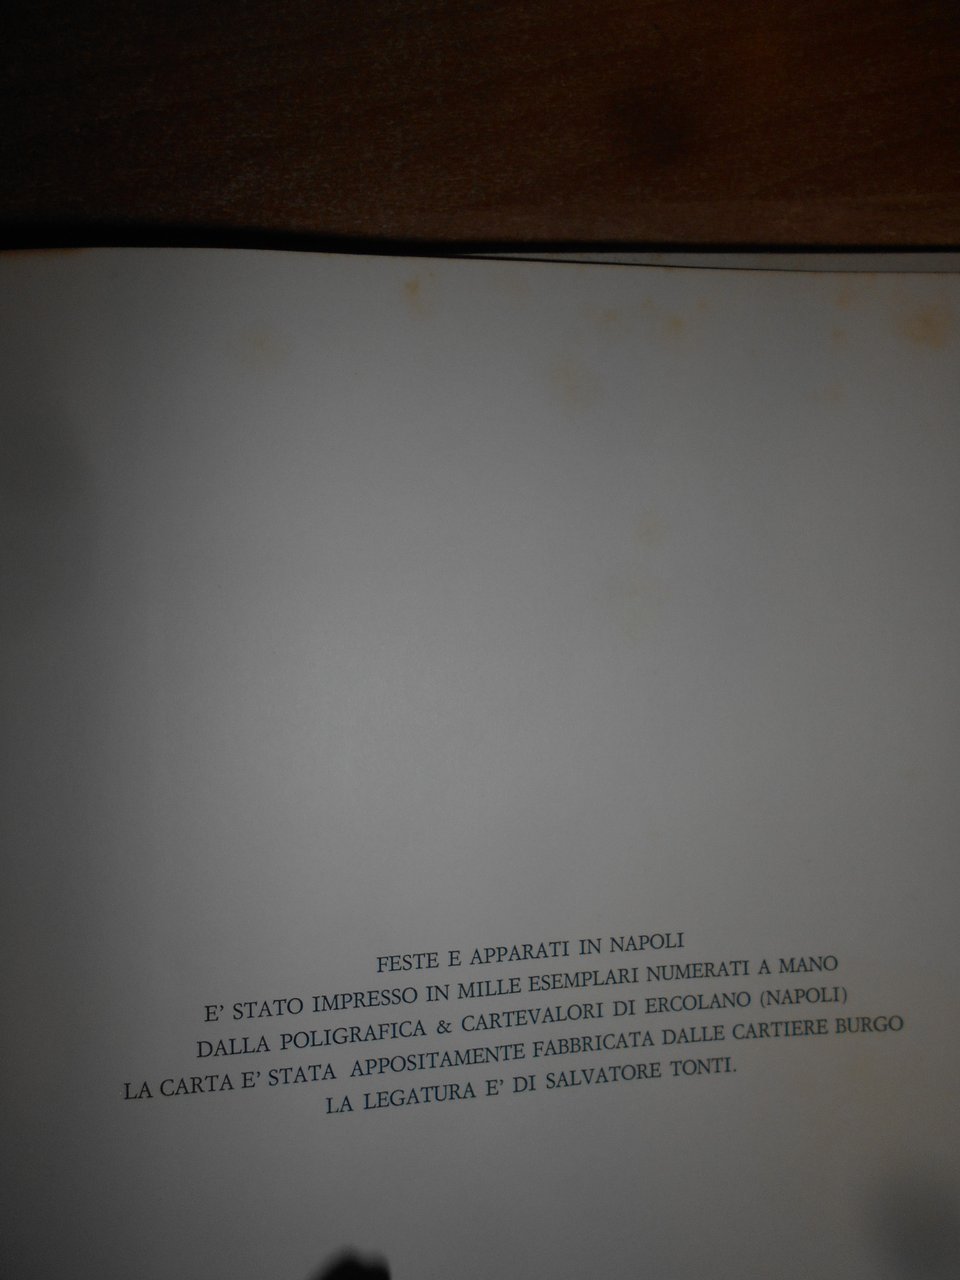 FESTE E APPARATI IN NAPOLI
E' STATO IMPRESSO IN MILLE ESEMPLARI NUMERATI A MANO
DALLA POLIGRAFICA & CARTEVALORI DI ERCOLANO (NAPOLI)
LA CARTA E' STATA APPOSITAMENTE FABBRICATA DALLE CARTIERE BURGO
LA LEGATURA E' DI SALVATORE TONTI.